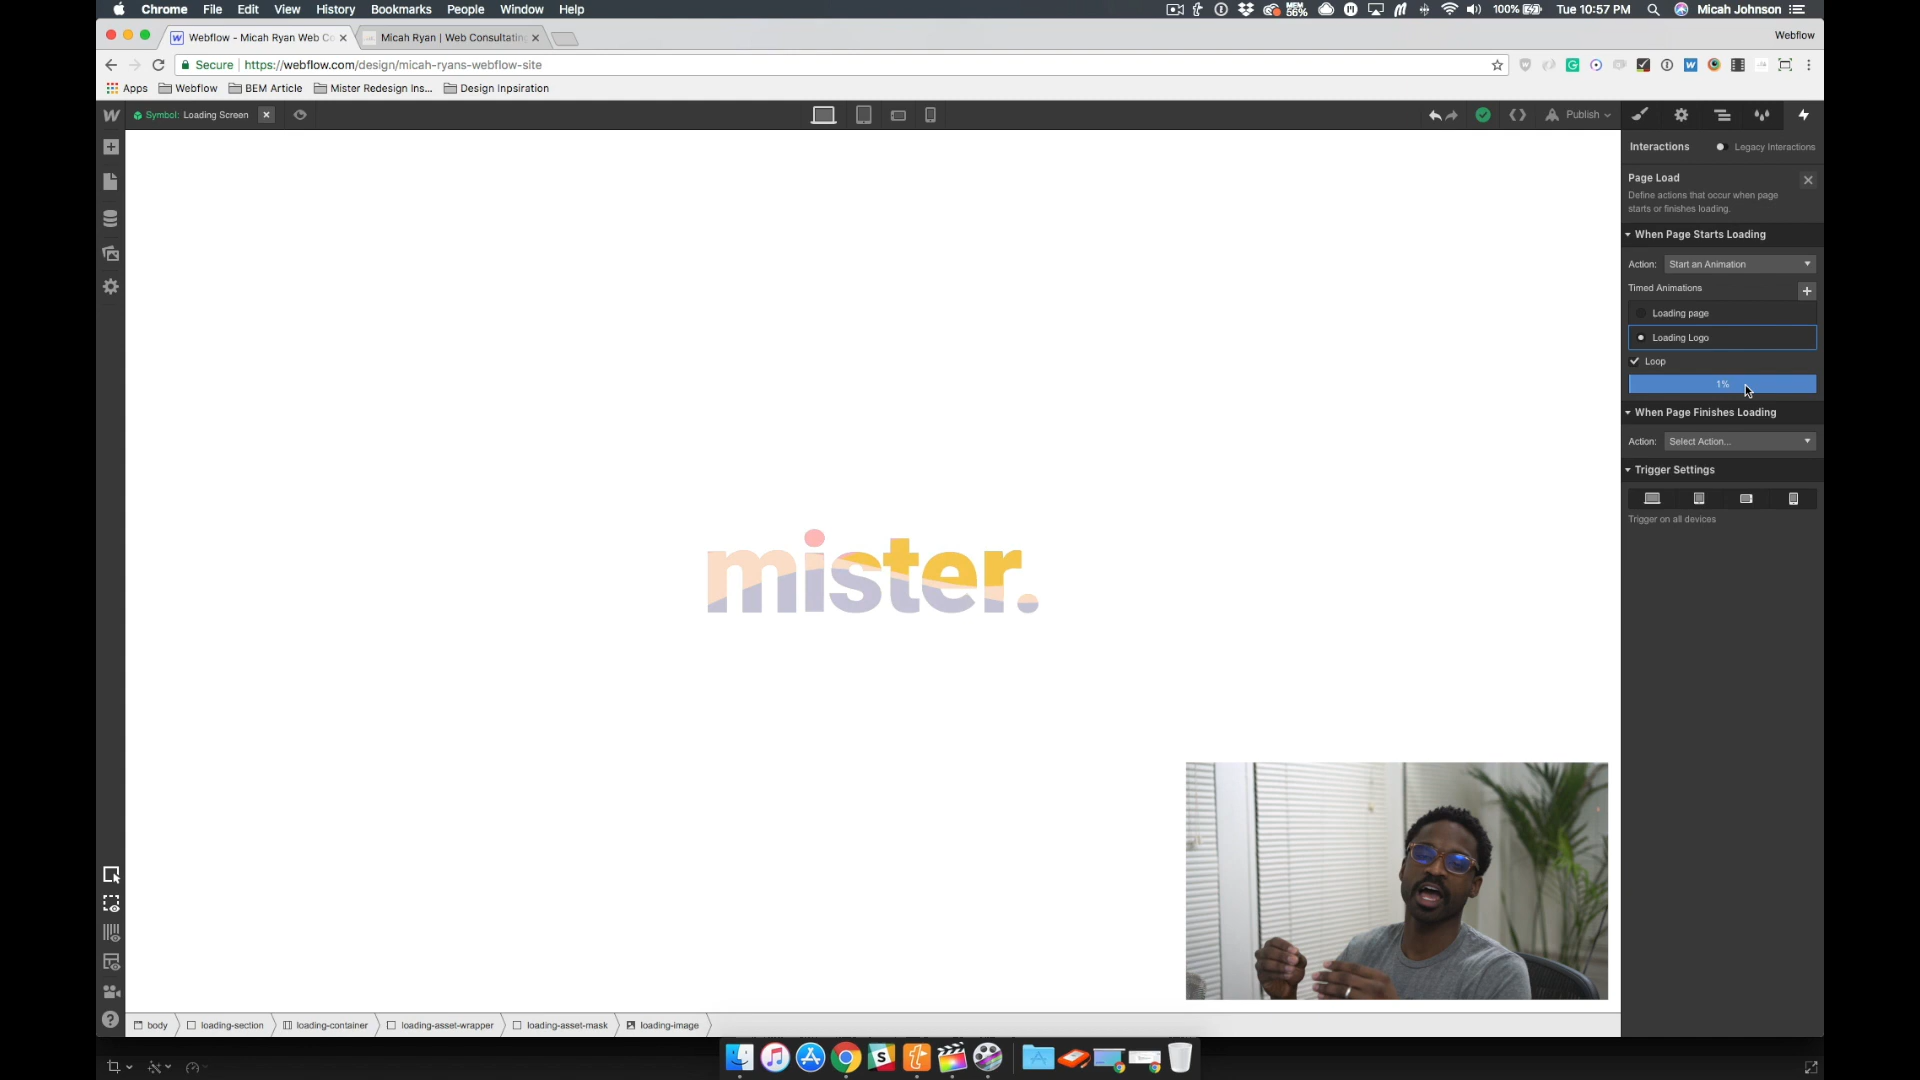 Chrome File Edit View History Bookmarks People Window Help
MEM 56% 100% Tue 10:57 PM Micah Johnson
Webflow - Micah Ryan Web Co
Micah Ryan | Web Consultating
Webflow
Secure https://webflow.com/design/micah-ryans-webflow-site
Apps Webflow BEM Article Mister Redesign Ins... Design Inpsiration
Symbol: Loading Screen
Publish
Interactions Legacy Interactions
Page Load
Define actions that occur when page
starts or finishes loading.
When Page Starts Loading
Action: Start an Animation
Timed Animations
Loading page
Loading Logo
Loop
1%
When Page Finishes Loading
Action: Select Action...
Trigger Settings
Trigger on all devices
mister.
body loading-section loading-container loading-asset-wrapper loading-asset-mask loading-image